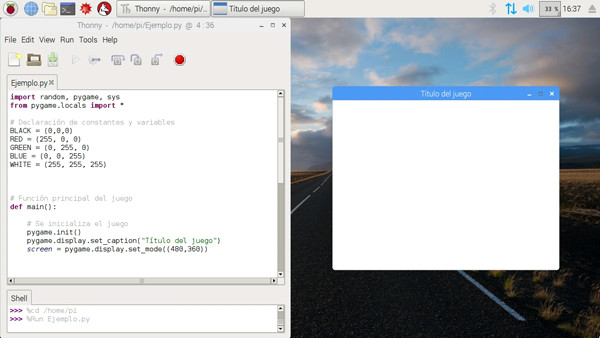 Thonny - /home/pi/...
Título del juego
33 %
16:37
Thonny - /home/pi/Ejemplo.py @ 4 : 36
File Edit View Run Tools Help
Ejemplo.py
import random, pygame, sys
from pygame.locals import *
# Declaración de constantes y variables
BLACK = (0,0,0)
RED = (255, 0, 0)
GREEN = (0, 255, 0)
BLUE = (0, 0, 255)
WHITE = (255, 255, 255)
# Función principal del juego
def main():
# Se inicializa el juego
pygame.init()
pygame.display.set_caption("Título del juego")
screen = pygame.display.set_mode((480,360))
Shell
>>> %cd /home/pi
>>> %Run Ejemplo.py
Título del juego